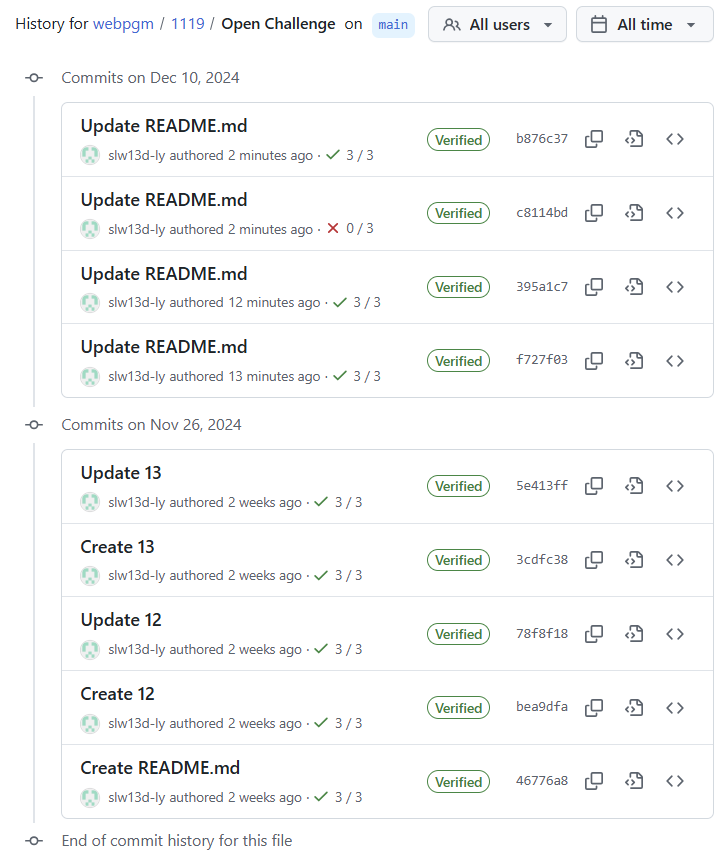 History for webpgm / 1119 / Open Challenge on main All users All time
Commits on Dec 10, 2024
Update README.md
Verified b876c37
slw13d-ly authored 2 minutes ago · 3 / 3
Update README.md
Verified c8114bd
slw13d-ly authored 2 minutes ago · 0 / 3
Update README.md
Verified 395a1c7
slw13d-ly authored 12 minutes ago · 3 / 3
Update README.md
Verified f727f03
slw13d-ly authored 13 minutes ago · 3 / 3
Commits on Nov 26, 2024
Update 13
Verified 5e413ff
slw13d-ly authored 2 weeks ago · 3 / 3
Create 13
Verified 3cdfc38
slw13d-ly authored 2 weeks ago · 3 / 3
Update 12
Verified 78f8f18
slw13d-ly authored 2 weeks ago · 3 / 3
Create 12
Verified bea9dfa
slw13d-ly authored 2 weeks ago · 3 / 3
Create README.md
Verified 46776a8
slw13d-ly authored 2 weeks ago · 3 / 3
End of commit history for this file